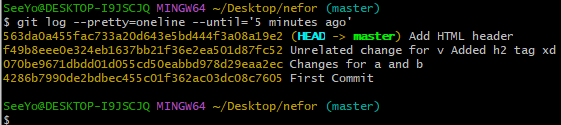 SeeYo@DESKTOP-I9JSCJQ MINGW64 ~/Desktop/nefor (master)
$ git log --pretty=oneline --until='5 minutes ago'
563da0a455fac733a20d643e5bd444f3a08a19e2 (HEAD -> master) Add HTML header
f49b8eee0e324eb1637bb21f36e2ea501d87fc52 Unrelated change for v Added h2 tag xd
070be9671dbdd01d055cd50eabbd978d29eaa2ec Changes for a and b
4286b7990de2bdbec455c01f362ac03dc08c7605 First Commit
SeeYo@DESKTOP-I9JSCJQ MINGW64 ~/Desktop/nefor (master)
$